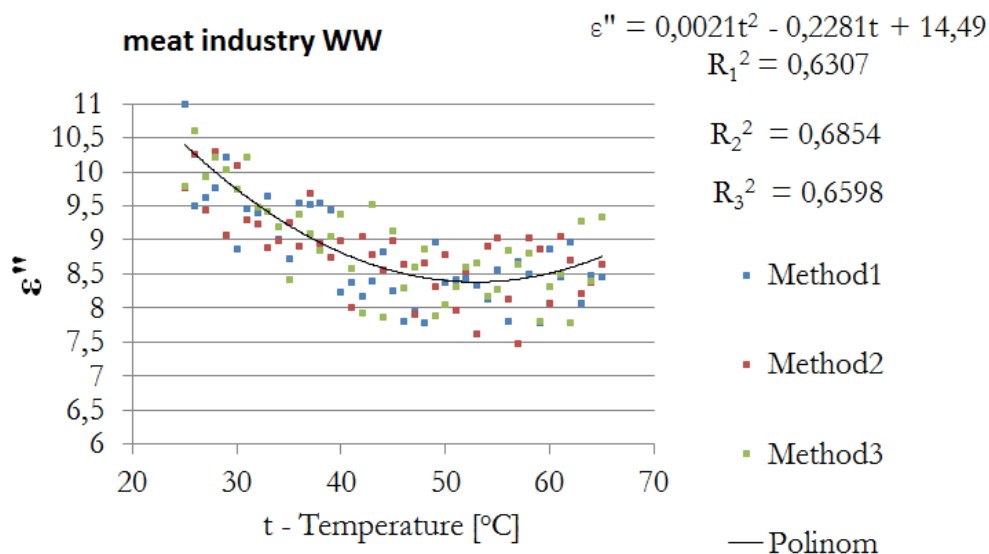 meat industry WW
ε" = 0,0021t² - 0,2281t + 14,49
R₁² = 0,6307
R₂² = 0,6854
R₃² = 0,6598
11
10,5
10
9,5
9
8,5
8
7,5
7
6,5
6
ε"
20 30 40 50 60 70
t - Temperature [°C]
Method1
Method2
Method3
Polinom